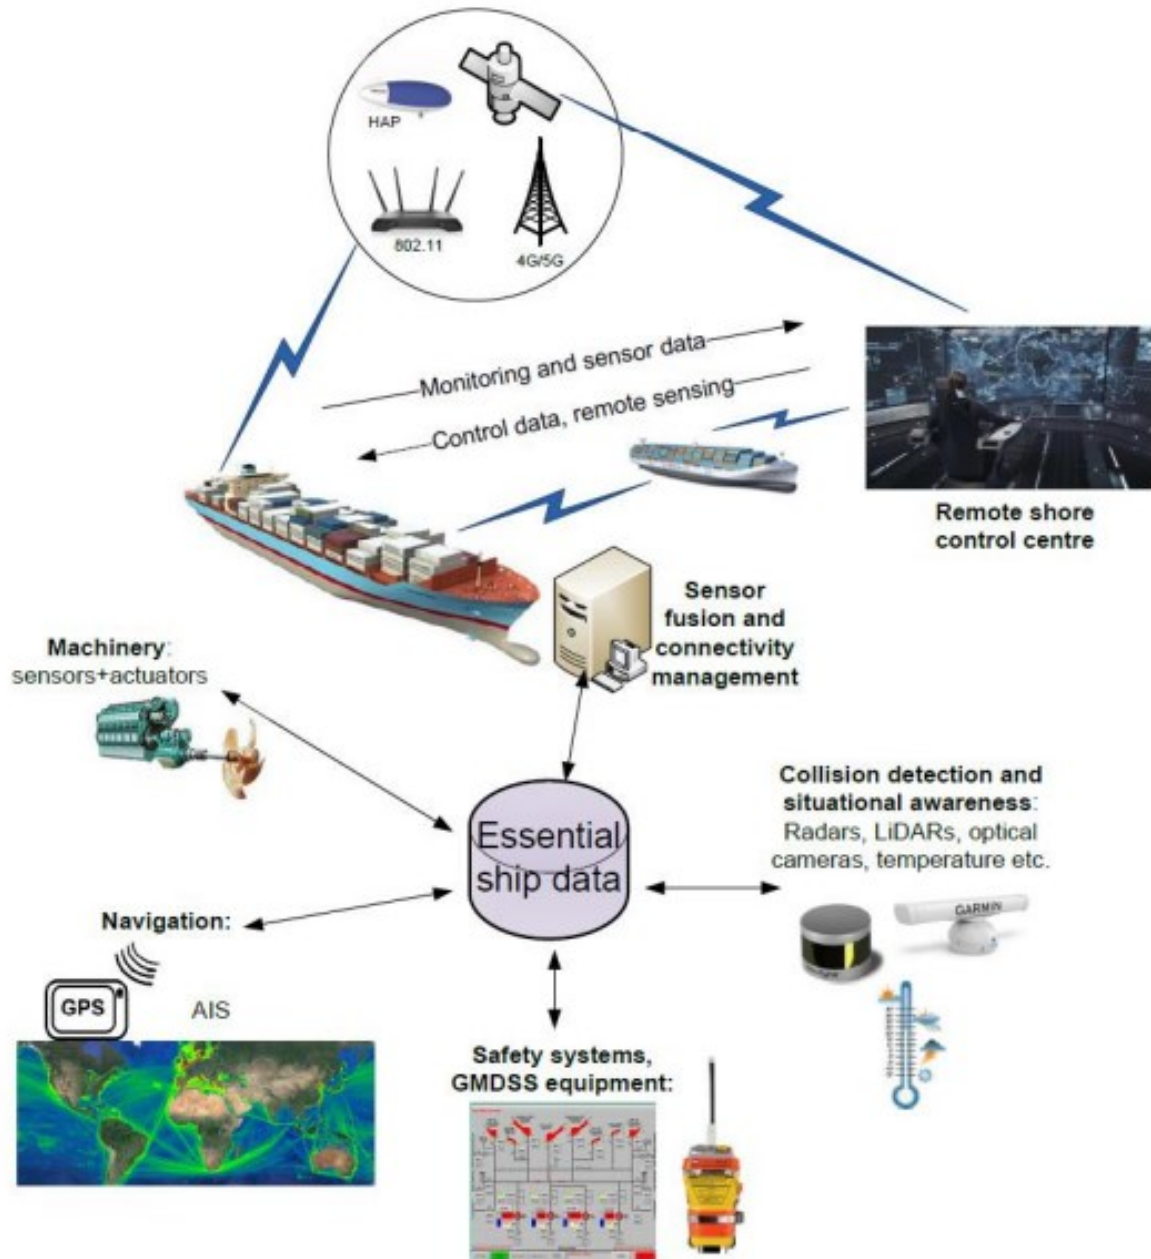 HAP
802.11
4G/5G
Monitoring and sensor data
Control data, remote sensing
Remote shore
control centre
Sensor
fusion and
connectivity
management
Machinery:
sensors+actuators
Essential
ship data
Collision detection and
situational awareness:
Radars, LiDARs, optical
cameras, temperature etc.
GARMIN
Navigation:
GPS
AIS
Safety systems,
GMDSS equipment: